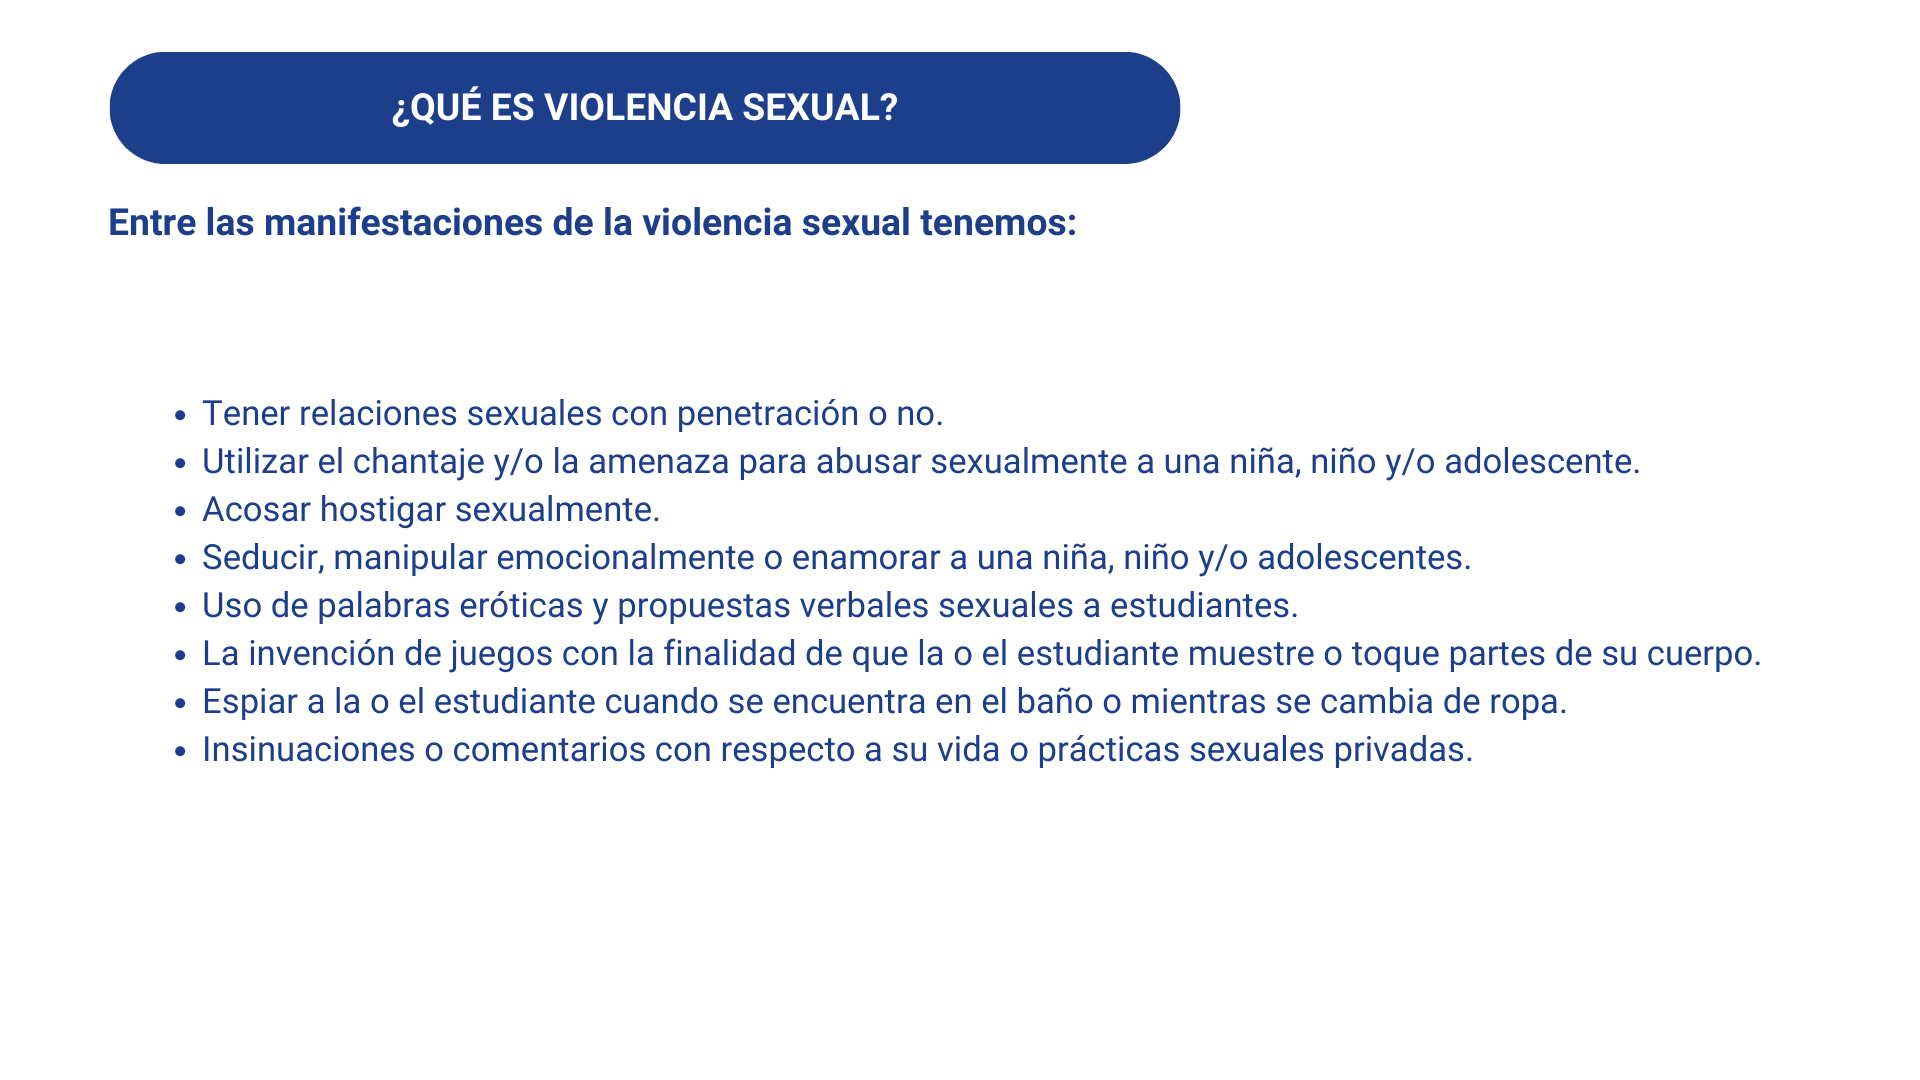 ¿QUÉ ES VIOLENCIA SEXUAL?
Entre las manifestaciones de la violencia sexual tenemos:
• Tener relaciones sexuales con penetración o no.
• Utilizar el chantaje y/o la amenaza para abusar sexualmente a una niña, niño y/o adolescente.
• Acosar hostigar sexualmente.
• Seducir, manipular emocionalmente o enamorar a una niña, niño y/o adolescentes.
• Uso de palabras eróticas y propuestas verbales sexuales a estudiantes.
• La invención de juegos con la finalidad de que la o el estudiante muestre o toque partes de su cuerpo.
• Espiar a la o el estudiante cuando se encuentra en el baño o mientras se cambia de ropa.
• Insinuaciones o comentarios con respecto a su vida o prácticas sexuales privadas.